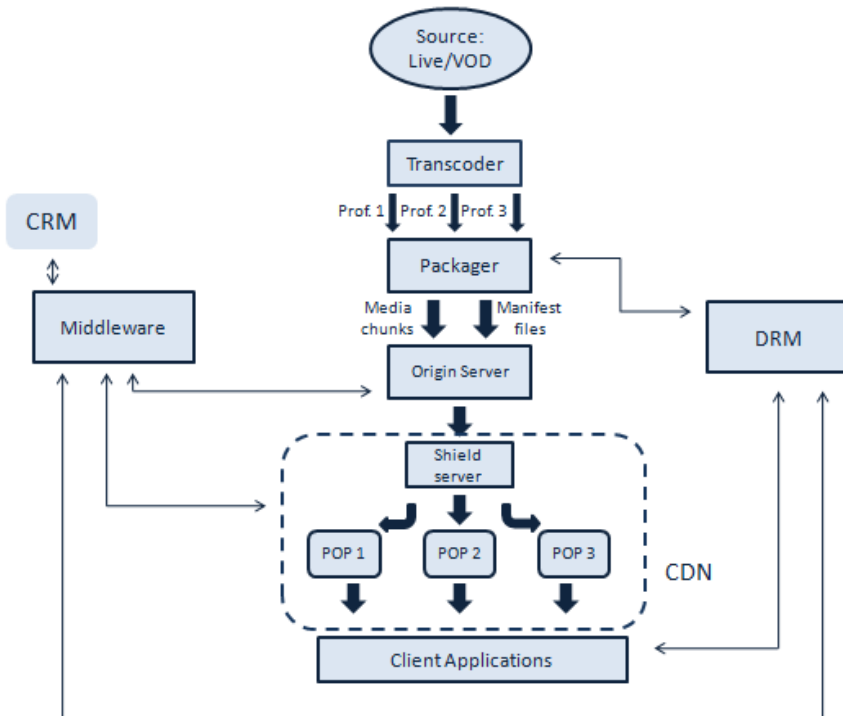 Source:
Live/VOD
Transcoder
Prof. 1
Prof. 2
Prof. 3
CRM
Packager
Media
chunks
Manifest
files
Middleware
DRM
Origin Server
Shield
server
POP 1
POP 2
POP 3
CDN
Client Applications